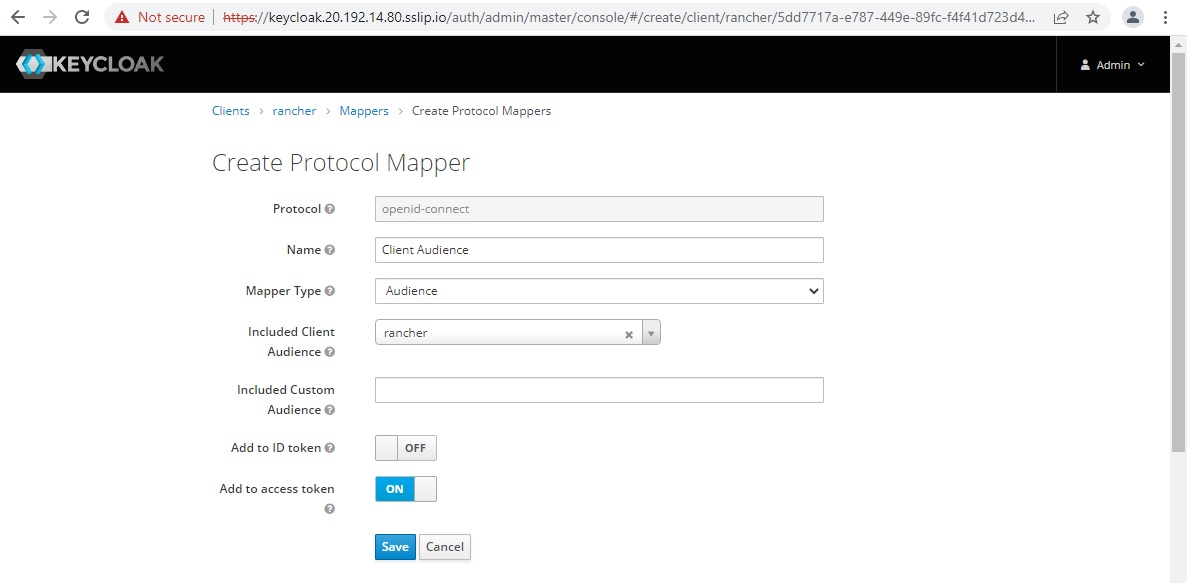 Not secure https://keycloak.20.192.14.80.sslip.io/auth/admin/master/console/#/create/client/rancher/5dd7717a-e787-449e-89fc-f4f41d723d4...
KEYCLOAK
Admin
Clients > rancher > Mappers > Create Protocol Mappers
Create Protocol Mapper
Protocol openid-connect
Name Client Audience
Mapper Type Audience
Included Client rancher
Audience
Included Custom
Audience
Add to ID token OFF
Add to access token ON
Save Cancel